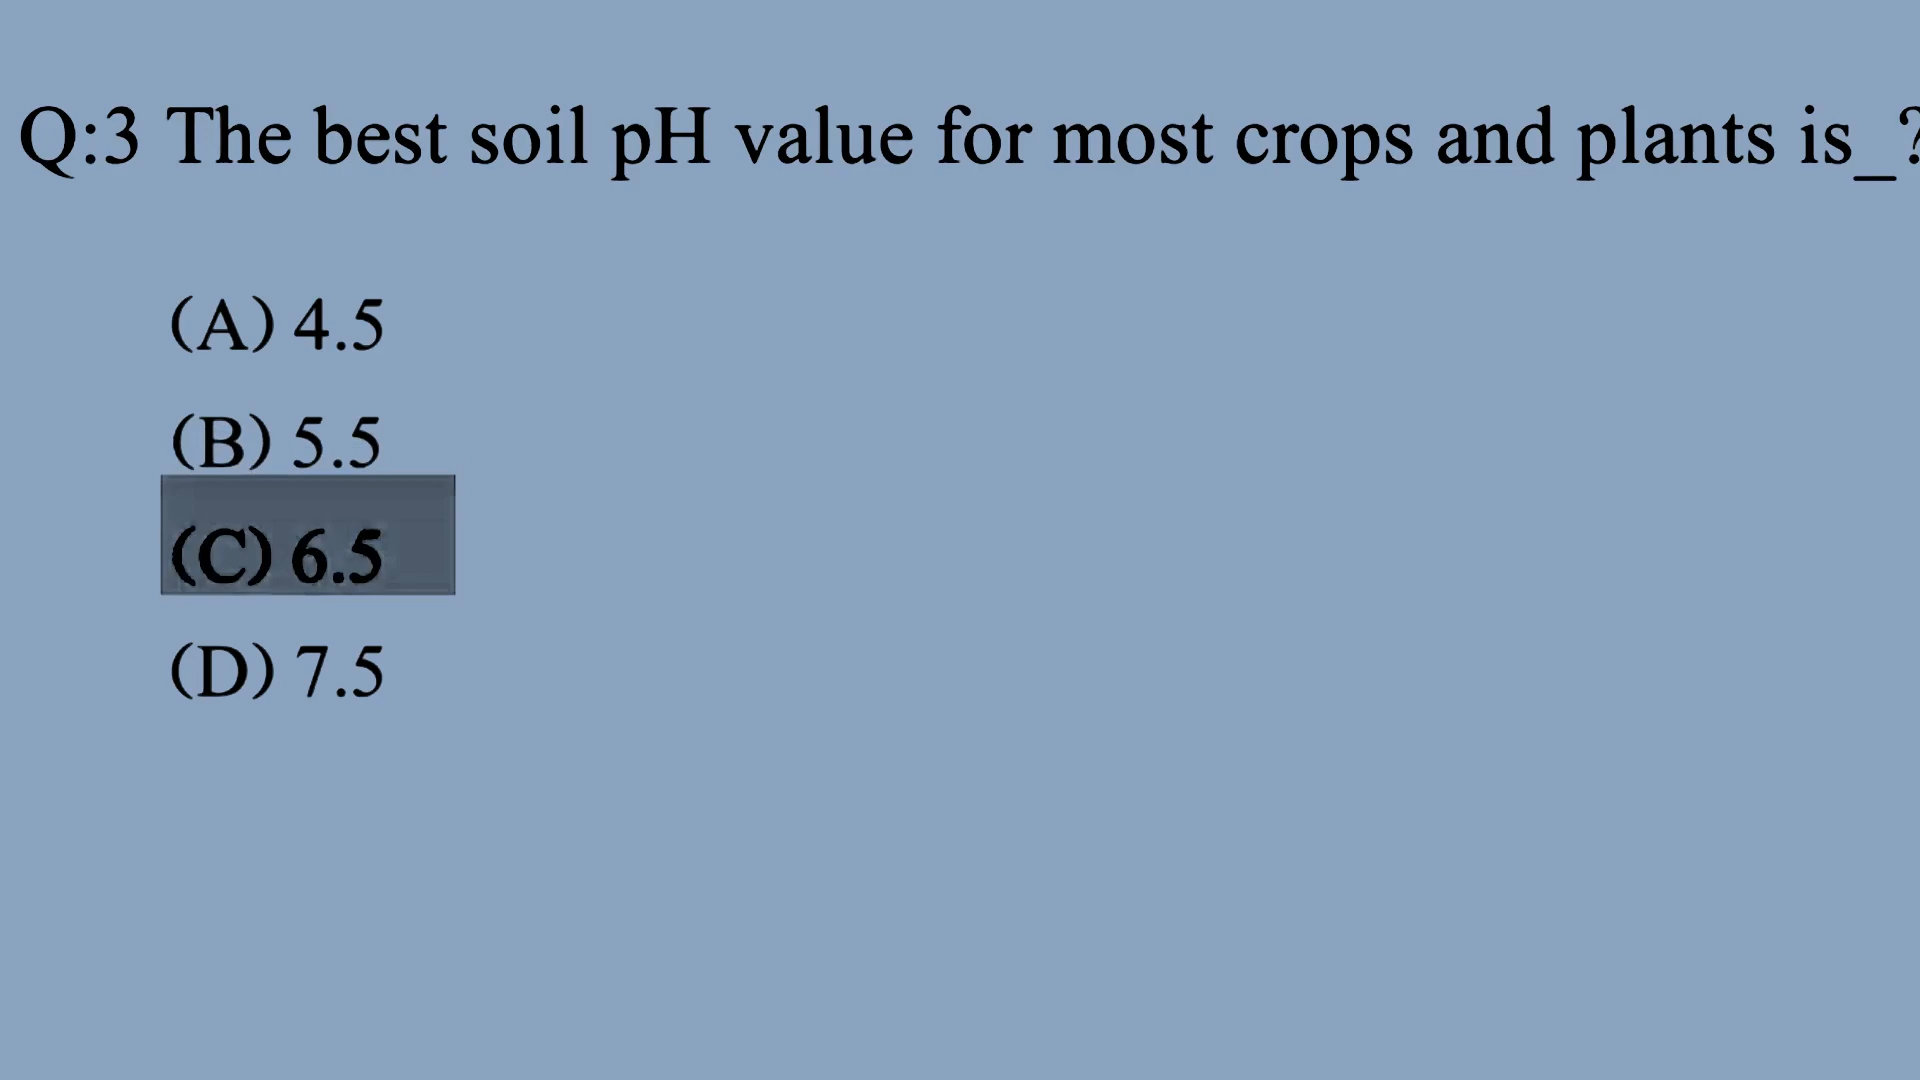 Q:3 The best soil pH value for most crops and plants is_?
(A) 4.5
(B) 5.5
(C) 6.5
(D) 7.5